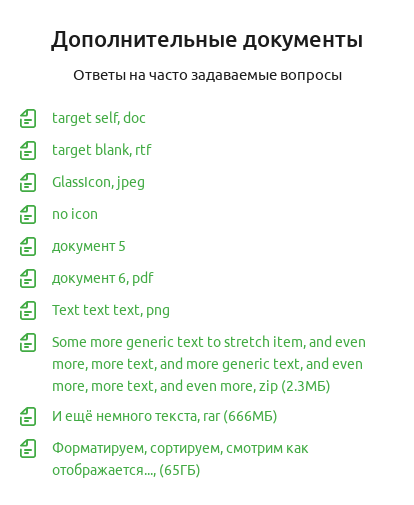 Дополнительные документы
Ответы на часто задаваемые вопросы
target self, doc
target blank, rtf
GlassIcon, jpeg
no icon
документ 5
документ 6, pdf
Text text text, png
Some more generic text to stretch item, and even
more, more text, and more generic text, and even
more, more text, and even more, zip (2.3МБ)
И ещё немного текста, rar (666МБ)
Форматируем, сортируем, смотрим как
отображается..., (65ГБ)